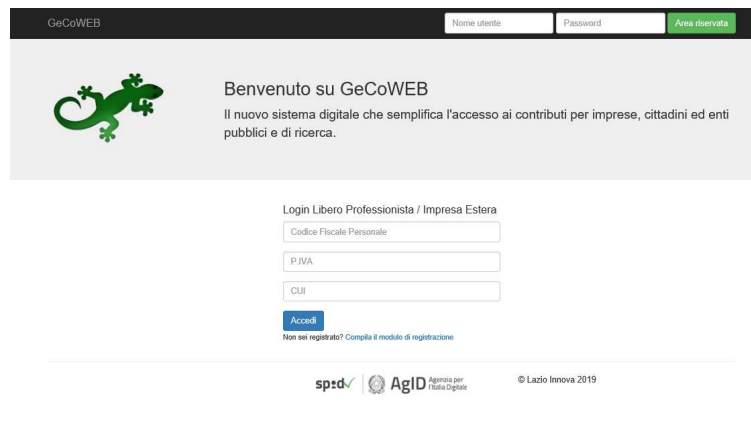 GeCoWEB
Nome utente
Password
Area riservata
Benvenuto su GeCoWEB
Il nuovo sistema digitale che semplifica l'accesso ai contributi per imprese, cittadini ed enti
pubblici e di ricerca.
Login Libero Professionista / Impresa Estera
Codice Fiscale Personale
P.IVA
CUI
Accedi
Non sei registrato? Compila il modulo di registrazione
sp:d
AgID Agenzia per
l'Italia Digitale
© Lazio Innova 2019